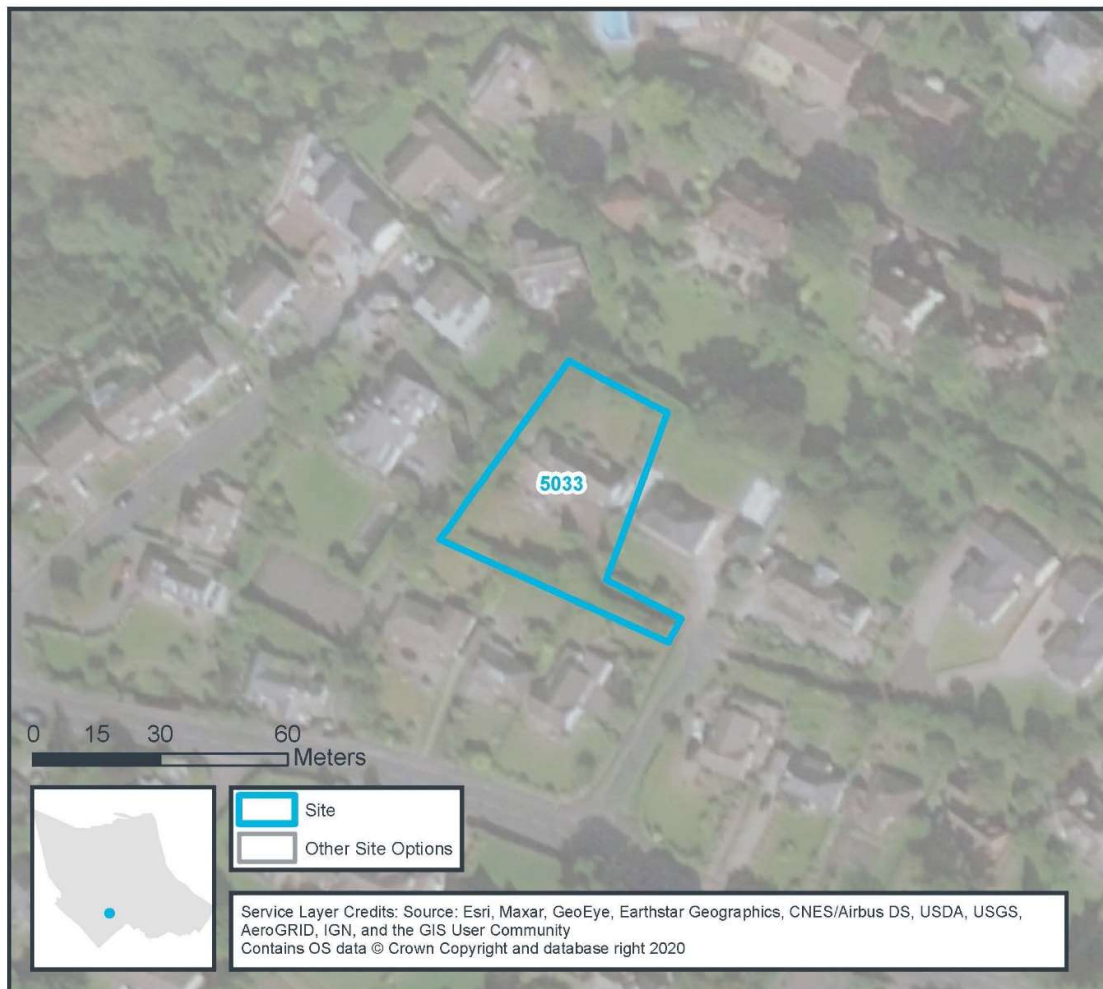 5033
0 15 30 60
Meters
Site
Other Site Options
Service Layer Credits: Source: Esri, Maxar, GeoEye, Earthstar Geographics, CNES/Airbus DS, USDA, USGS,
AeroGRID, IGN, and the GIS User Community
Contains OS data © Crown Copyright and database right 2020